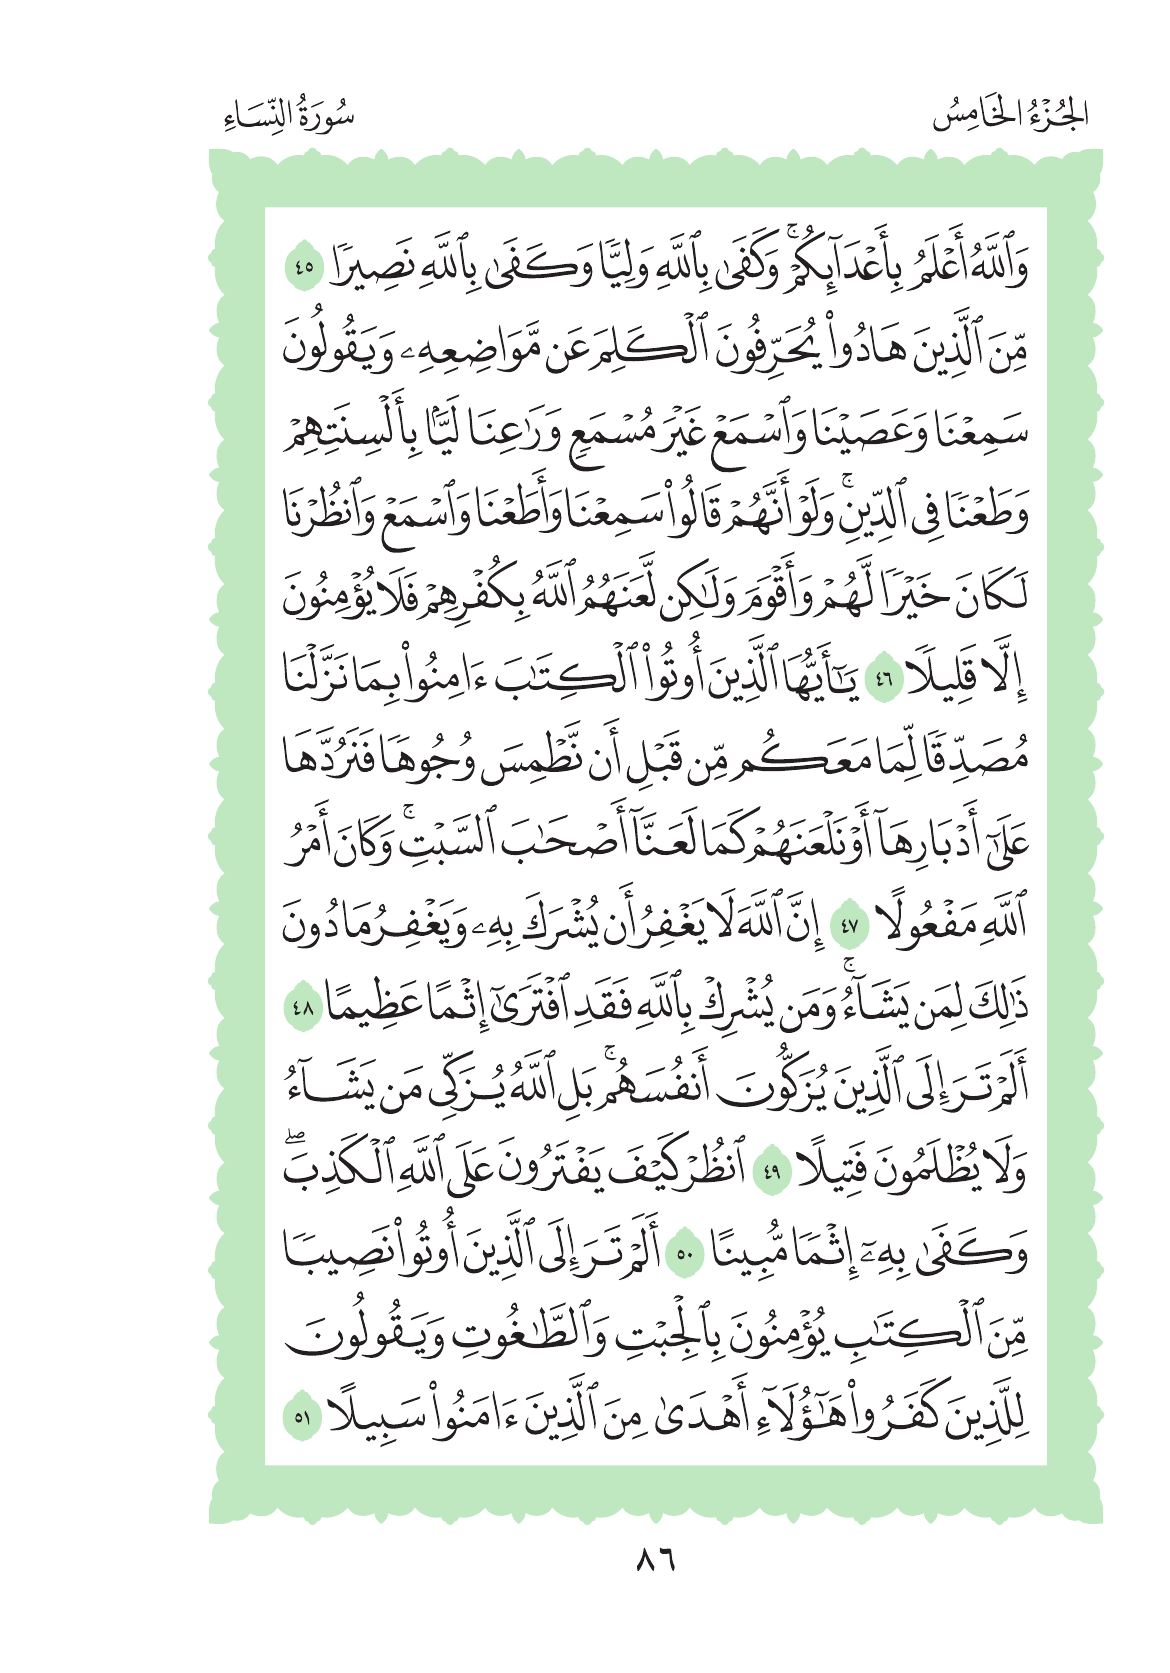 الجُزْءُ الخَامِسُ
سُورَةُ النِّسَاءِ
وَٱللَّهُ أَعۡلَمُ بِأَعۡدَآئِكُمۡۚ وَكَفَىٰ بِٱللَّهِ وَلِيّٗا وَكَفَىٰ بِٱللَّهِ نَصِيرٗا ٤٥
مِّنَ ٱلَّذِينَ هَادُواْ يُحَرِّفُونَ ٱلۡكَلِمَ عَن مَّوَاضِعِهِۦ وَيَقُولُونَ
سَمِعۡنَا وَعَصَيۡنَا وَٱسۡمَعۡ غَيۡرَ مُسۡمَعٖ وَرَٰعِنَا لَيَّۢا بِأَلۡسِنَتِهِمۡ
وَطَعۡنٗا فِي ٱلدِّينِۚ وَلَوۡ أَنَّهُمۡ قَالُواْ سَمِعۡنَا وَأَطَعۡنَا وَٱسۡمَعۡ وَٱنظُرۡنَا
لَكَانَ خَيۡرٗا لَّهُمۡ وَأَقۡوَمَ وَلَٰكِن لَّعَنَهُمُ ٱللَّهُ بِكُفۡرِهِمۡ فَلَا يُؤۡمِنُونَ
إِلَّا قَلِيلٗا ٤٦ يَٰٓأَيُّهَا ٱلَّذِينَ أُوتُواْ ٱلۡكِتَٰبَ ءَامِنُواْ بِمَا نَزَّلۡنَا
مُصَدِّقٗا لِّمَا مَعَكُم مِّن قَبۡلِ أَن نَّطۡمِسَ وُجُوهٗا فَنَرُدَّهَا
عَلَىٰٓ أَدۡبَارِهَآ أَوۡ نَلۡعَنَهُمۡ كَمَا لَعَنَّآ أَصۡحَٰبَ ٱلسَّبۡتِۚ وَكَانَ أَمۡرُ
ٱللَّهِ مَفۡعُولًا ٤٧ إِنَّ ٱللَّهَ لَا يَغۡفِرُ أَن يُشۡرَكَ بِهِۦ وَيَغۡفِرُ مَا دُونَ
ذَٰلِكَ لِمَن يَشَآءُۚ وَمَن يُشۡرِكۡ بِٱللَّهِ فَقَدِ ٱفۡتَرَىٰٓ إِثۡمًا عَظِيمًا ٤٨
أَلَمۡ تَرَ إِلَى ٱلَّذِينَ يُزَكُّونَ أَنفُسَهُمۚ بَلِ ٱللَّهُ يُزَكِّي مَن يَشَآءُ
وَلَا يُظۡلَمُونَ فَتِيلًا ٤٩ ٱنظُرۡ كَيۡفَ يَفۡتَرُونَ عَلَى ٱللَّهِ ٱلۡكَذِبَۖ
وَكَفَىٰ بِهِۦٓ إِثۡمٗا مُّبِينًا ٥٠ أَلَمۡ تَرَ إِلَى ٱلَّذِينَ أُوتُواْ نَصِيبٗا
مِّنَ ٱلۡكِتَٰبِ يُؤۡمِنُونَ بِٱلۡجِبۡتِ وَٱلطَّٰغُوتِ وَيَقُولُونَ
لِلَّذِينَ كَفَرُواْ هَٰٓؤُلَآءِ أَهۡدَىٰ مِنَ ٱلَّذِينَ ءَامَنُواْ سَبِيلًا ٥١
٨٦